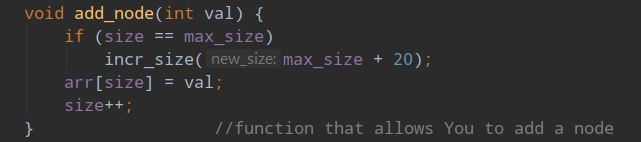 void add_node(int val) {
    if (size == max_size)
        incr_size( new_size: max_size + 20);
    arr[size] = val;
    size++;
}                  //function that allows You to add a node